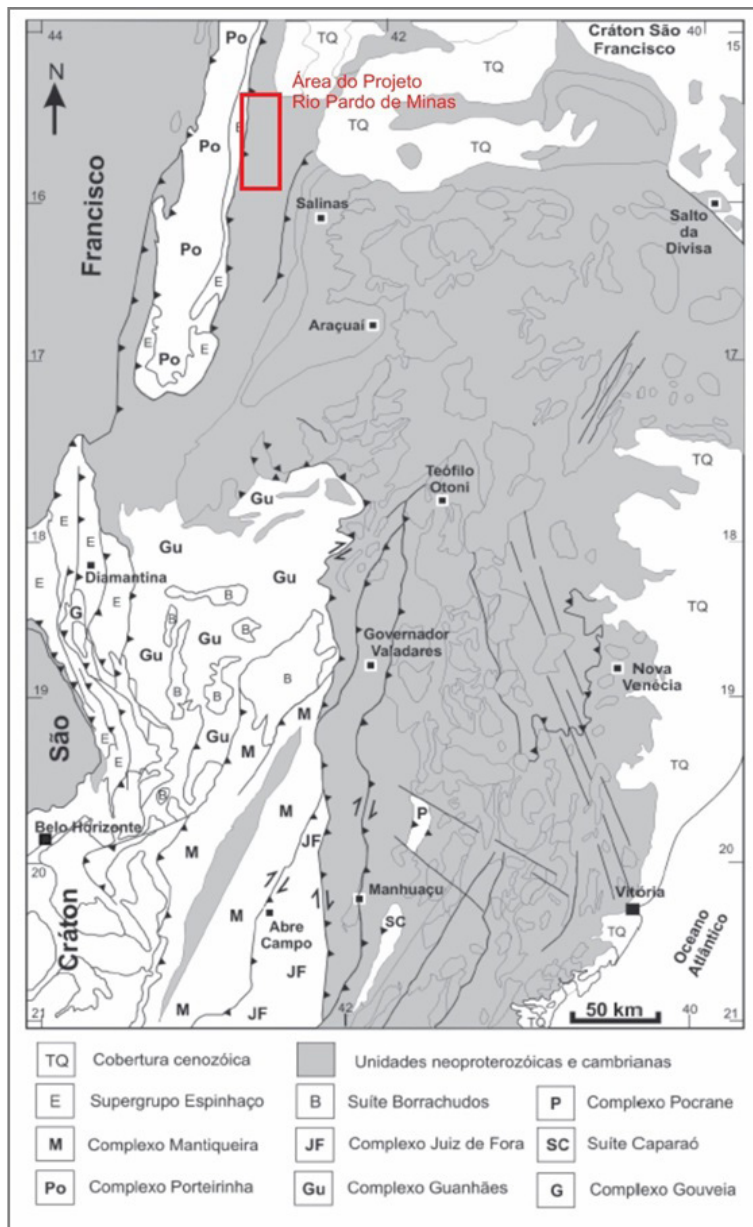 44
42
40
15
Cráton São
Francisco
Po
TQ
TQ
N
Área do Projeto
Rio Pardo de Minas
E
TQ
Po
16
Salinas
Salto
da
Divisa
Francisco
Po
E
Araçuaí
E
E
Po
17
17
TQ
Gu
Teófilo
Otoni
E
E
Gu
18
18
Diamantina
Gu
TQ
E
E
B
G
B
Gu
B
Governador
Valadares
Nova
Venécia
B
B
B
19
19
São
E
Gu
M
M
TQ
E
B
Belo Horizonte
M
P
20
M
JF
20
Cráton
M
Manhuaçu
Vitória
Abre
Campo
SC
TQ
Oceano
Atlântico
M
JF
JF
TQ
50 km
21
42
40
21
TQ Cobertura cenozóica
Unidades neoproterozóicas e cambrianas
E Supergrupo Espinhaço
B Suíte Borrachudos
P Complexo Pocrane
M Complexo Mantiqueira
JF Complexo Juiz de Fora
SC Suíte Caparaó
Po Complexo Porteirinha
Gu Complexo Guanhães
G Complexo Gouveia